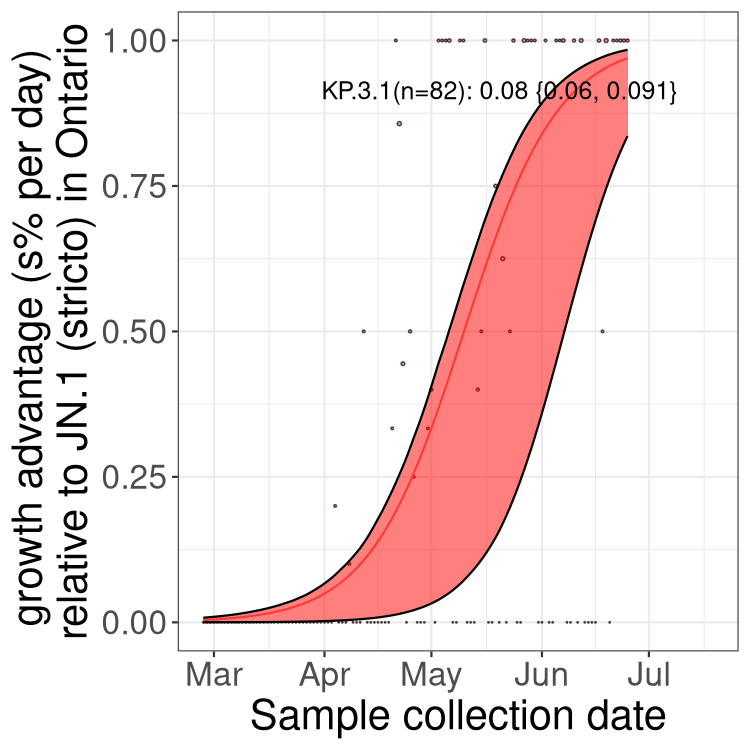 growth advantage (s% per day)
relative to JN.1 (stricto) in Ontario
1.00
0.75
0.50
0.25
0.00
KP.3.1(n=82): 0.08 {0.06, 0.091}
Mar Apr May Jun Jul
Sample collection date